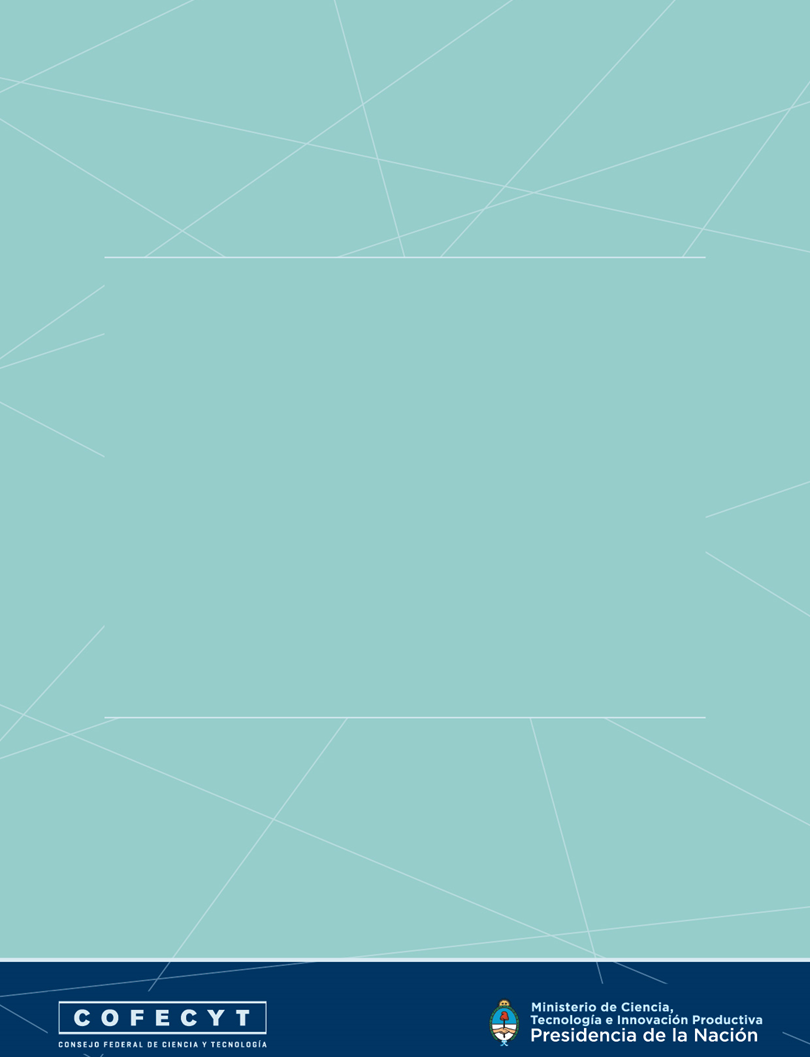 COFECYT
CONSEJO FEDERAL DE CIENCIA Y TECNOLOGÍA
Ministerio de Ciencia,
Tecnología e Innovación Productiva
Presidencia de la Nación